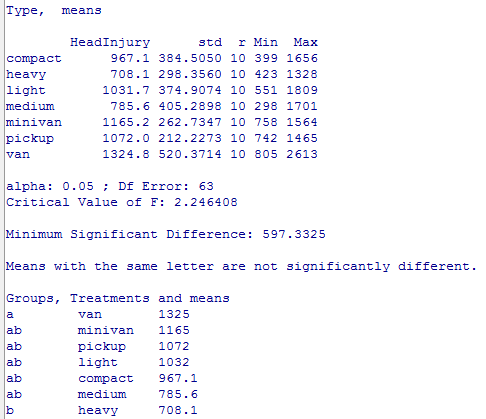 Type,  means
HeadInjury std r Min Max
compact 967.1 384.5050 10 399 1656
heavy 708.1 298.3560 10 423 1328
light 1031.7 374.9074 10 551 1809
medium 785.6 405.2898 10 298 1701
minivan 1165.2 262.7347 10 758 1564
pickup 1072.0 212.2273 10 742 1465
van 1324.8 520.3714 10 805 2613
alpha: 0.05 ; Df Error: 63
Critical Value of F: 2.246408
Minimum Significant Difference: 597.3325
Means with the same letter are not significantly different.
Groups, Treatments and means
a van 1325
ab minivan 1165
ab pickup 1072
ab light 1032
ab compact 967.1
ab medium 785.6
b heavy 708.1